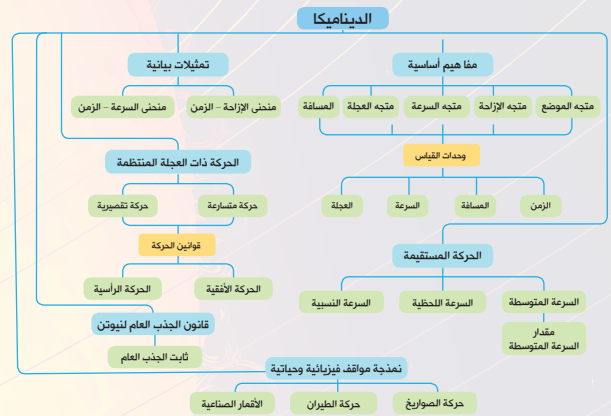 الديناميكا
مفاهيم أساسية
متجه الموضع
متجه الإزاحة
متجه السرعة
متجه العجلة
المسافة
وحدات القياس
الزمن
المسافة
السرعة
العجلة
الحركة المستقيمة
السرعة المتوسطة
السرعة اللحظية
السرعة النسبية
مقدار
السرعة المتوسطة
تمثيلات بيانية
منحنى الإزاحة – الزمن
منحنى السرعة – الزمن
الحركة ذات العجلة المنتظمة
حركة متسارعة
حركة تقصيرية
قوانين الحركة
الحركة الأفقية
الحركة الرأسية
قانون الجذب العام لنيوتن
ثابت الجذب العام
نمذجة مواقف فيزيائية وحياتية
حركة الصواريخ
حركة الطيران
الأقمار الصناعية